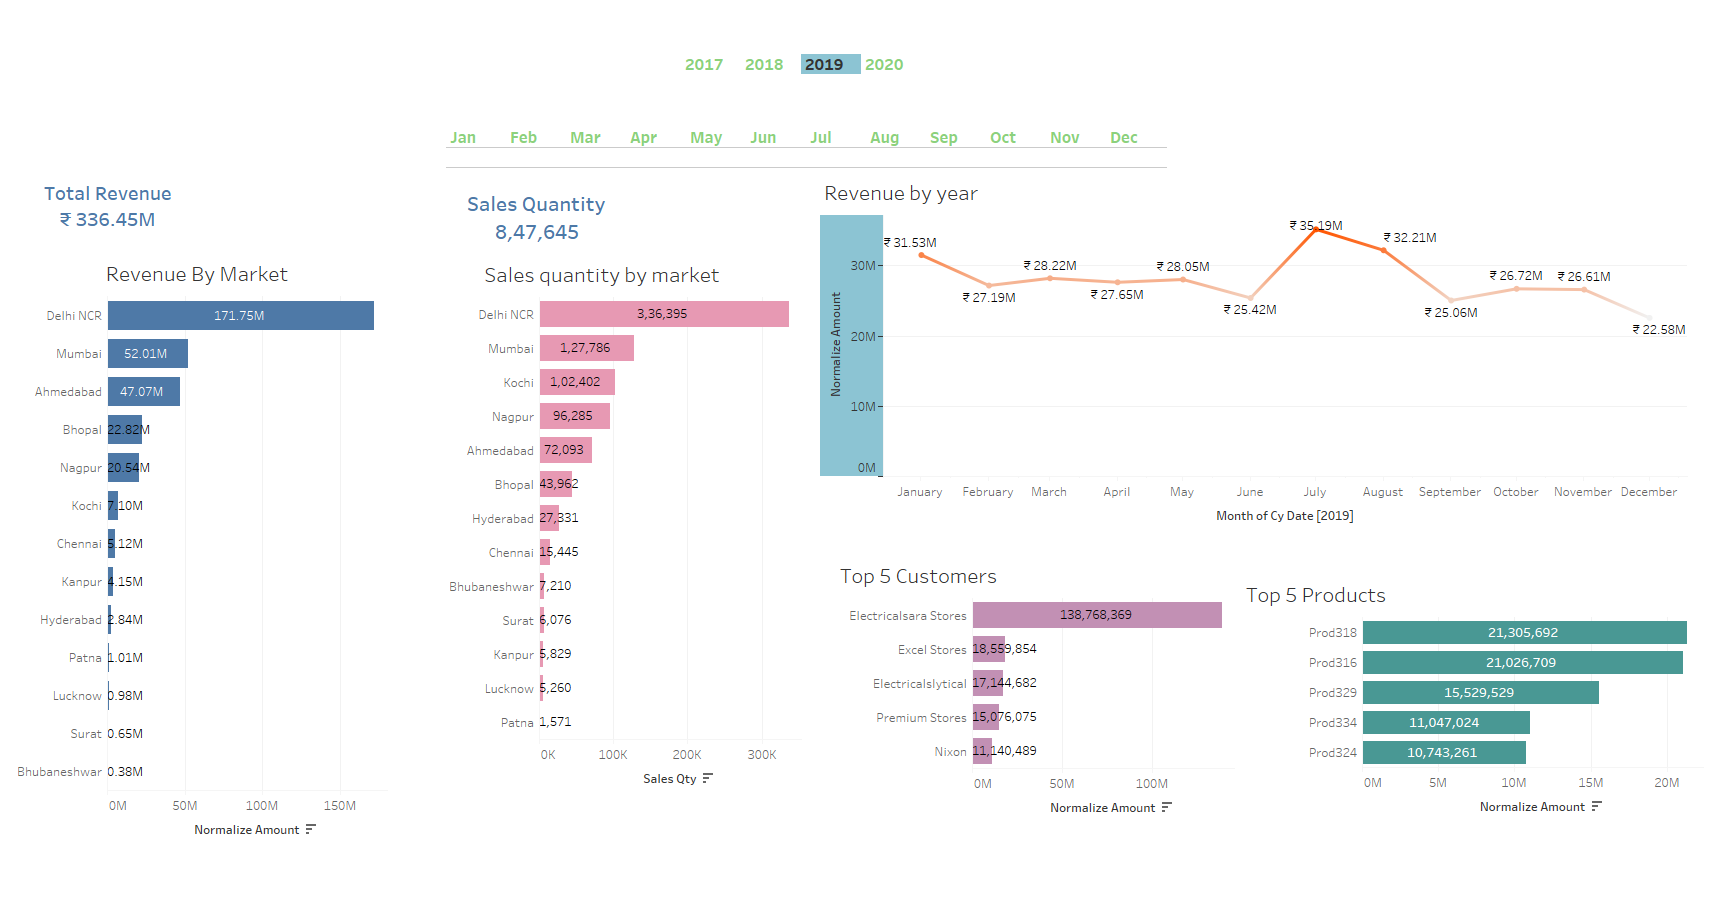 2017 2018 2019 2020
Jan Feb Mar Apr May Jun Jul Aug Sep Oct Nov Dec
Total Revenue
₹ 336.45M
Sales Quantity
8,47,645
Revenue By Market
Delhi NCR 171.75M
Mumbai 52.01M
Ahmedabad 47.07M
Bhopal 22.82M
Nagpur 20.54M
Kochi 7.10M
Chennai 5.12M
Kanpur 4.15M
Hyderabad 2.84M
Patna 1.01M
Lucknow 0.98M
Surat 0.65M
Bhubaneshwar 0.38M
0M 50M 100M 150M
Normalize Amount
Sales quantity by market
Delhi NCR 3,36,395
Mumbai 1,27,786
Kochi 1,02,402
Nagpur 96,285
Ahmedabad 72,093
Bhopal 43,962
Hyderabad 27,331
Chennai 15,445
Bhubaneshwar 7,210
Surat 6,076
Kanpur 5,829
Lucknow 5,260
Patna 1,571
0K 100K 200K 300K
Sales Qty
Revenue by year
Normalize Amount
30M
20M
10M
0M
₹ 31.53M ₹ 27.19M ₹ 28.22M ₹ 27.65M ₹ 28.05M ₹ 25.42M ₹ 35.19M ₹ 32.21M ₹ 25.06M ₹ 26.72M ₹ 26.61M ₹ 22.58M
January February March April May June July August September October November December
Month of Cy Date [2019]
Top 5 Customers
Electricalsara Stores 138,768,369
Excel Stores 18,559,854
Electricalslytical 17,144,682
Premium Stores 15,076,075
Nixon 11,140,489
0M 50M 100M
Normalize Amount
Top 5 Products
Prod318 21,305,692
Prod316 21,026,709
Prod329 15,529,529
Prod334 11,047,024
Prod324 10,743,261
0M 5M 10M 15M 20M
Normalize Amount